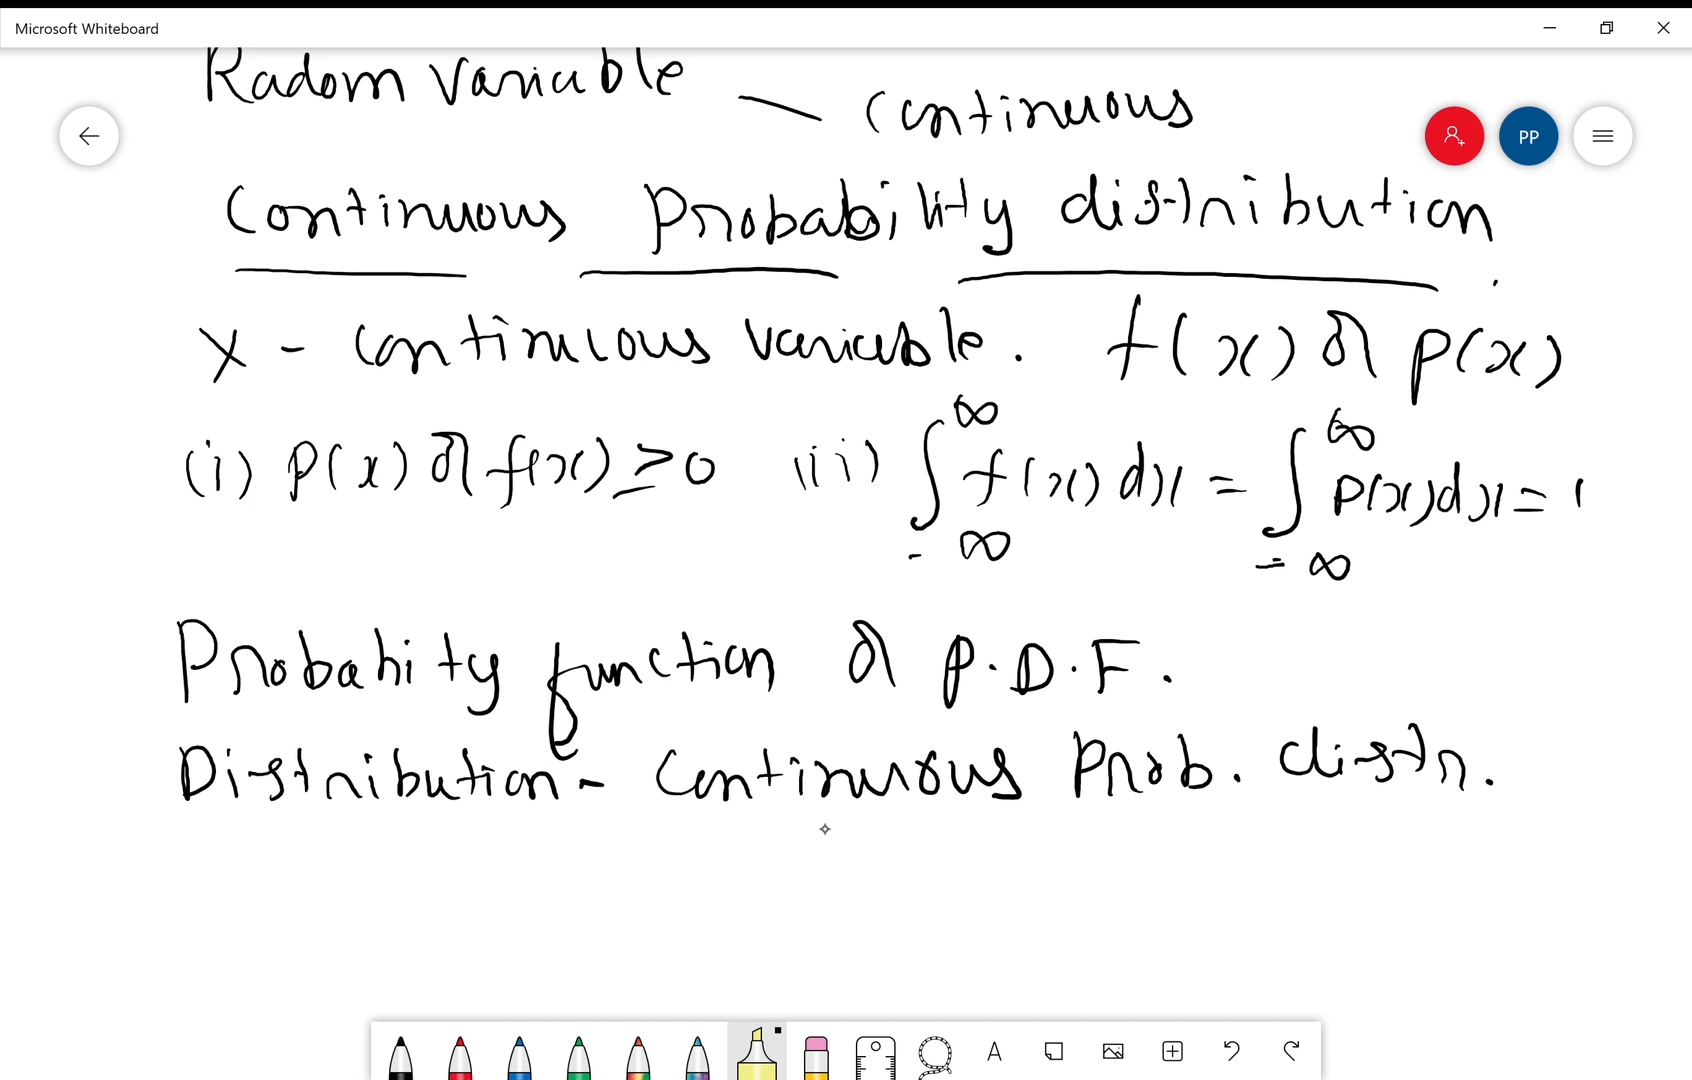 Microsoft Whiteboard
Radom variable — continuous
PP
Continuous probability distribution.
X - continuous variable. f(x) or p(x)
(i) P(x) or f(x) ≥ 0 (ii) ∫_{-∞}^{∞} f(x) dx = ∫_{-∞}^{∞} P(x) dx = 1
Probabity function or P.D.F.
Distribution - continuous prob. distn.
A